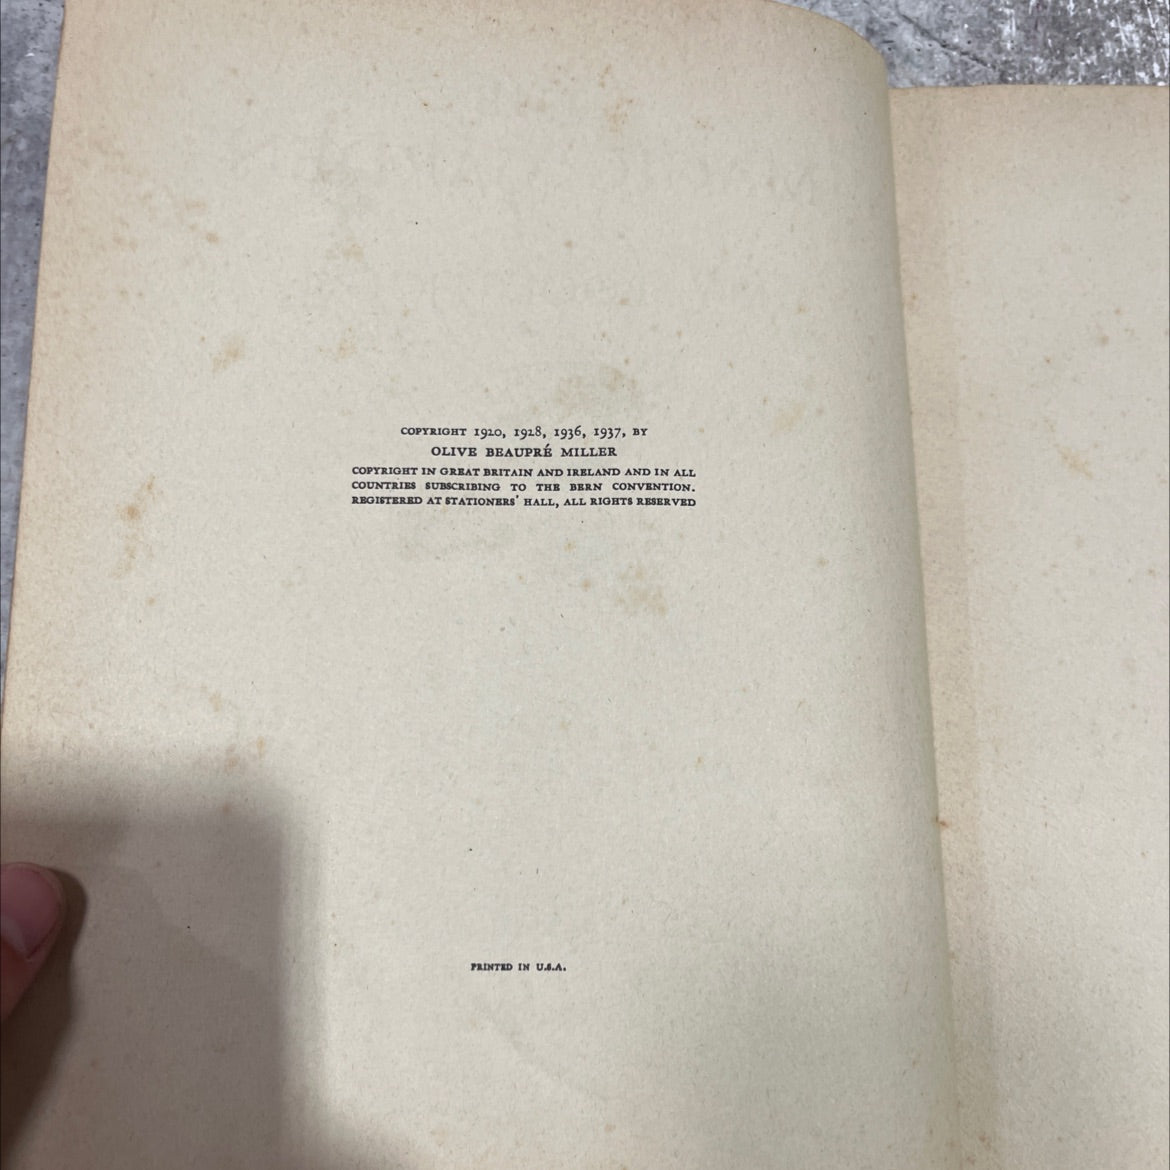 COPYRIGHT 1920, 1928, 1936, 1937, BY
OLIVE BEAUPRÉ MILLER
COPYRIGHT IN GREAT BRITAIN AND IRELAND AND IN ALL
COUNTRIES SUBSCRIBING TO THE BERN CONVENTION.
REGISTERED AT STATIONERS' HALL, ALL RIGHTS RESERVED
PRINTED IN U.S.A.